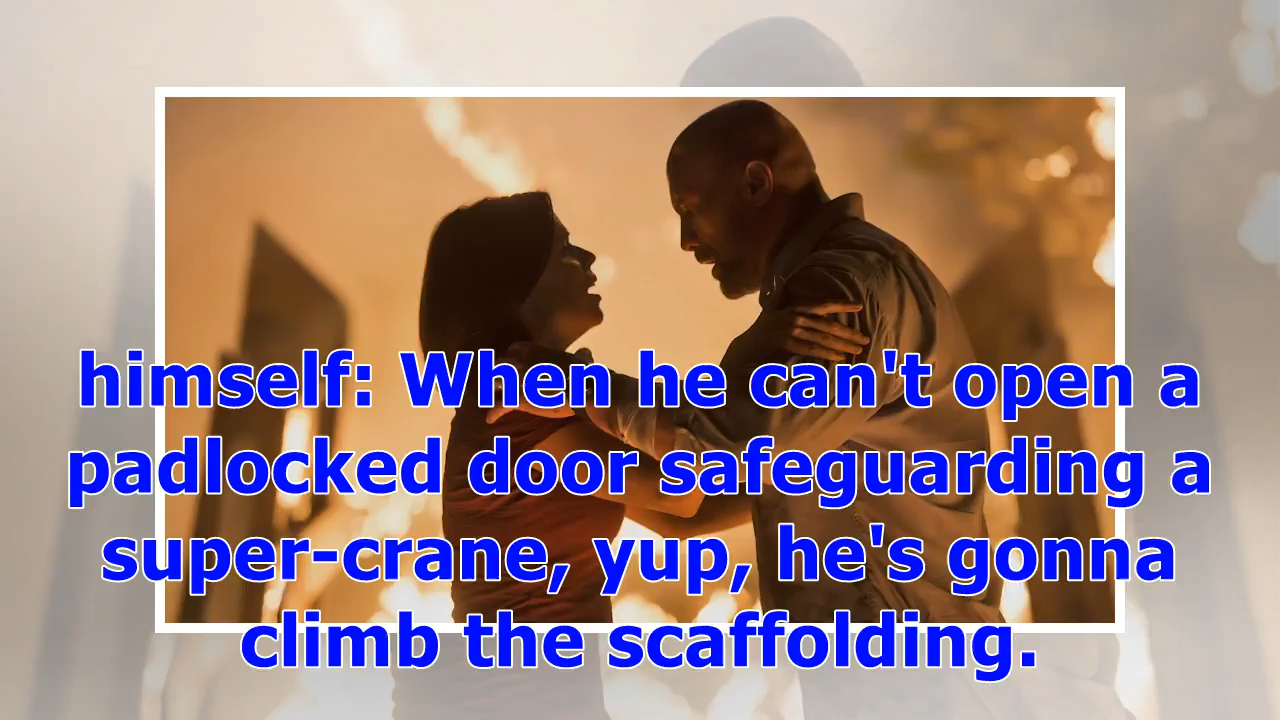 himself: When he can't open a
padlocked door safeguarding a
super-crane, yup, he's gonna
climb the scaffolding.